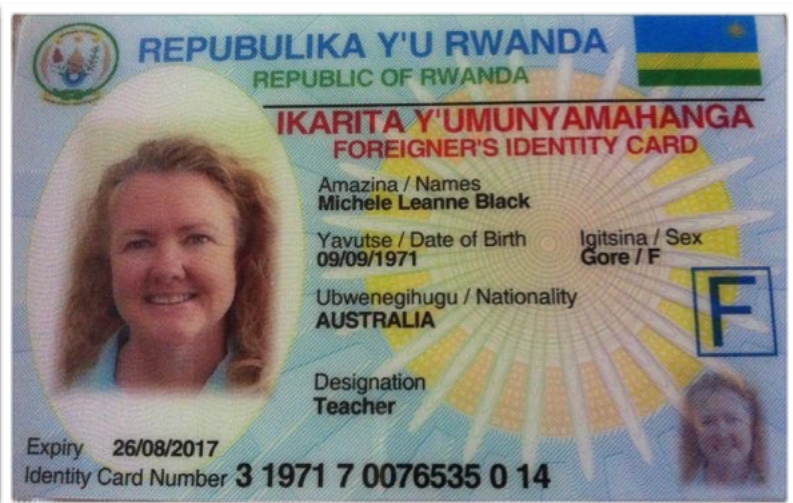 REPUBULIKA Y'U RWANDA
REPUBLIC OF RWANDA
IKARITA Y'UMUNYAMAHANGA
FOREIGNER'S IDENTITY CARD
Amazina / Names
Michele Leanne Black
Yavutse / Date of Birth Igitsina / Sex
09/09/1971 Gore / F
Ubwenegihugu / Nationality
AUSTRALIA
F
Designation
Teacher
Expiry 26/08/2017
Identity Card Number 3 1971 7 0076535 0 14